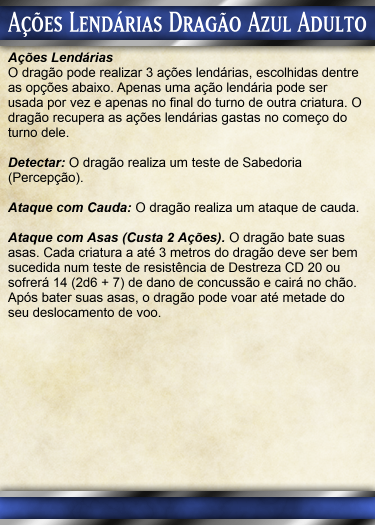 Ações Lendárias Dragão Azul Adulto
Ações Lendárias
O dragão pode realizar 3 ações lendárias, escolhidas dentre
as opções abaixo. Apenas uma ação lendária pode ser
usada por vez e apenas no final do turno de outra criatura. O
dragão recupera as ações lendárias gastas no começo do
turno dele.
Detectar: O dragão realiza um teste de Sabedoria
(Percepção).
Ataque com Cauda: O dragão realiza um ataque de cauda.
Ataque com Asas (Custa 2 Ações). O dragão bate suas
asas. Cada criatura a até 3 metros do dragão deve ser bem
sucedida num teste de resistência de Destreza CD 20 ou
sofrerá 14 (2d6 + 7) de dano de concussão e cairá no chão.
Após bater suas asas, o dragão pode voar até metade do
seu deslocamento de voo.